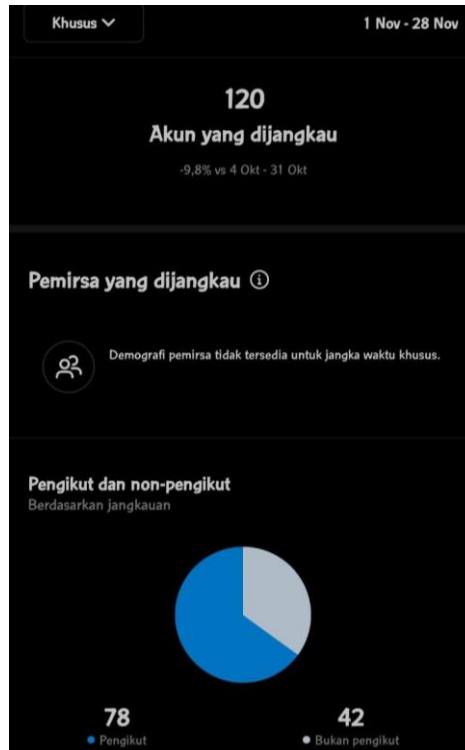 Khusus
1 Nov - 28 Nov
120
Akun yang dijangkau
-9,8% vs 4 Okt - 31 Okt
Pemirsa yang dijangkau
Demografi pemirsa tidak tersedia untuk jangka waktu khusus.
Pengikut dan non-pengikut
Berdasarkan jangkauan
78
Pengikut
42
Bukan pengikut